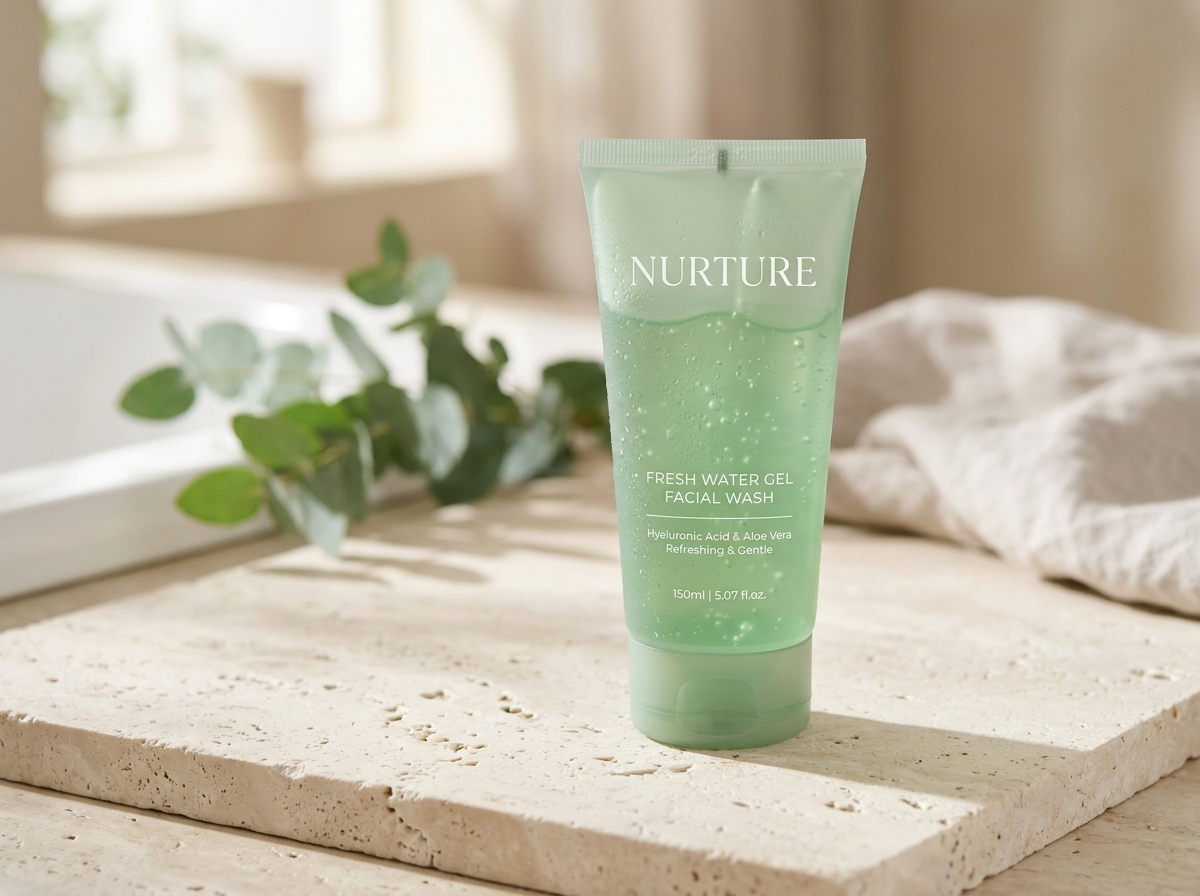 NURTURE
FRESH WATER GEL
FACIAL WASH
Hyeluronic Acid & Aloe Vera
Refreshing & Gentle
150ml | 5.07 fl.oz.